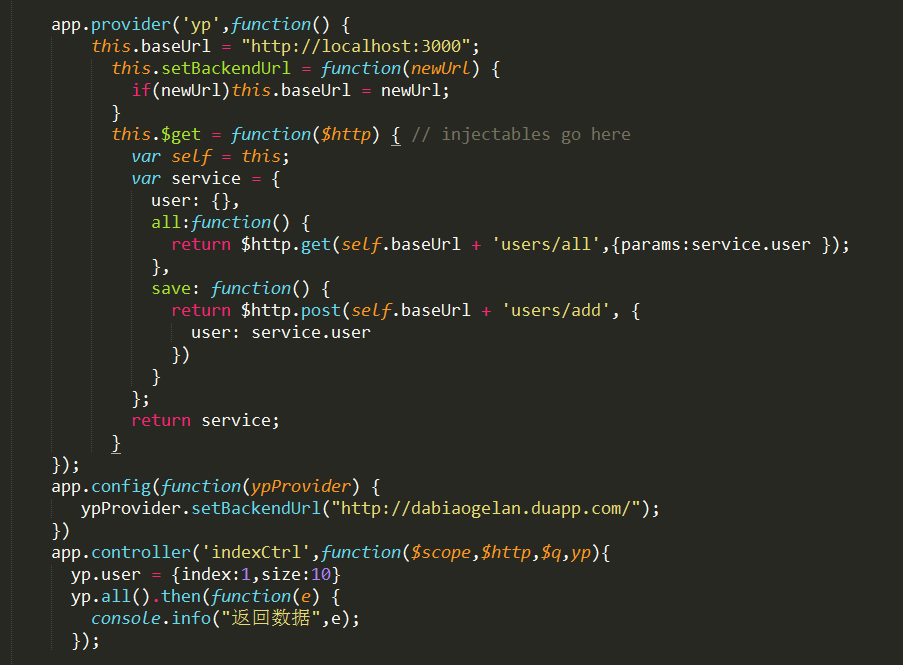 app.provider('yp',function() {
    this.baseUrl = "http://localhost:3000";
      this.setBackendUrl = function(newUrl) {
        if(newUrl)this.baseUrl = newUrl;
      }
      this.$get = function($http) { // injectables go here
        var self = this;
        var service = {
          user: {},
          all:function() {
            return $http.get(self.baseUrl + 'users/all',{params:service.user });
          },
          save: function() {
            return $http.post(self.baseUrl + 'users/add', {
              user: service.user
            })
          }
        };
        return service;
      }
});
app.config(function(ypProvider) {
   ypProvider.setBackendUrl("http://dabiaogelan.duapp.com/");
})
app.controller('indexCtrl',function($scope,$http,$q,yp){
  yp.user = {index:1,size:10}
  yp.all().then(function(e) {
    console.info("返回数据",e);
  });